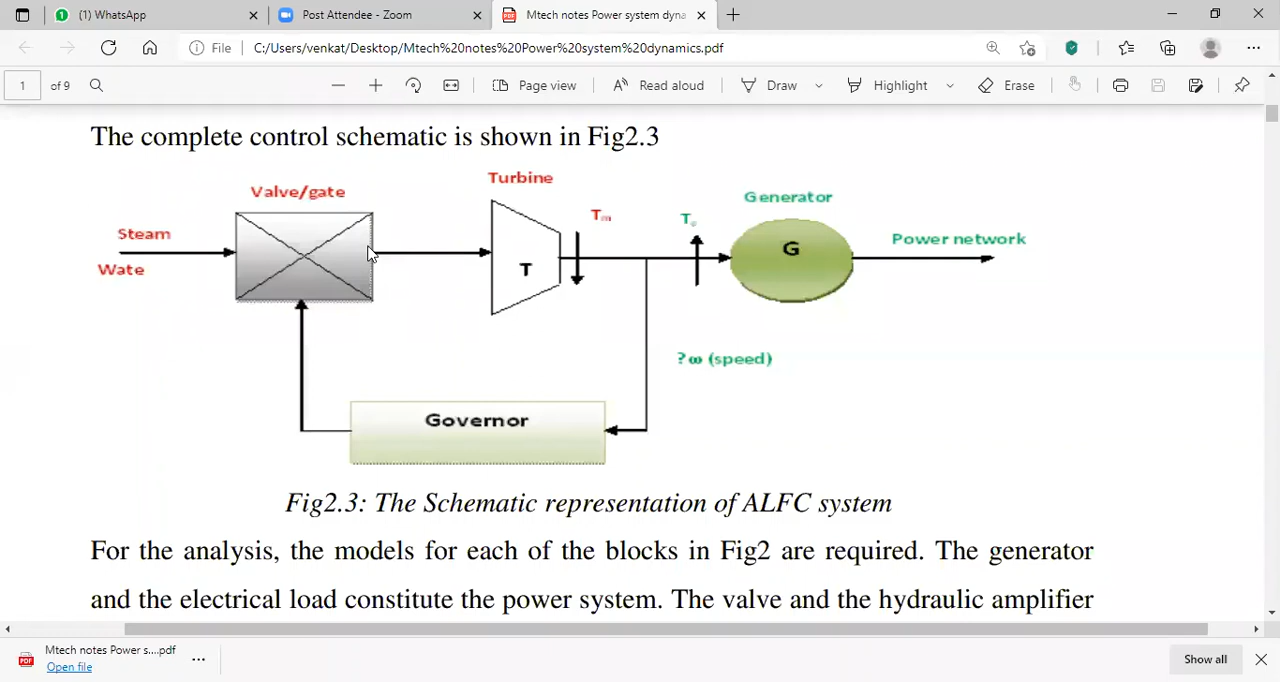 (1) WhatsApp
Post Attendee - Zoom
Mtech notes Power system dyna
File
C:/Users/venkat/Desktop/Mtech%20notes%20Power%20system%20dynamics.pdf
1 of 9
Page view
Read aloud
Draw
Highlight
Erase
The complete control schematic is shown in Fig2.3
Turbine
Valve/gate
Generator
Tm
Te
Steam
Power network
G
Wate
T
? ω (speed)
Governor
Fig2.3: The Schematic representation of ALFC system
For the analysis, the models for each of the blocks in Fig2 are required. The generator
and the electrical load constitute the power system. The valve and the hydraulic amplifier
Mtech notes Power s....pdf
Open file
Show all